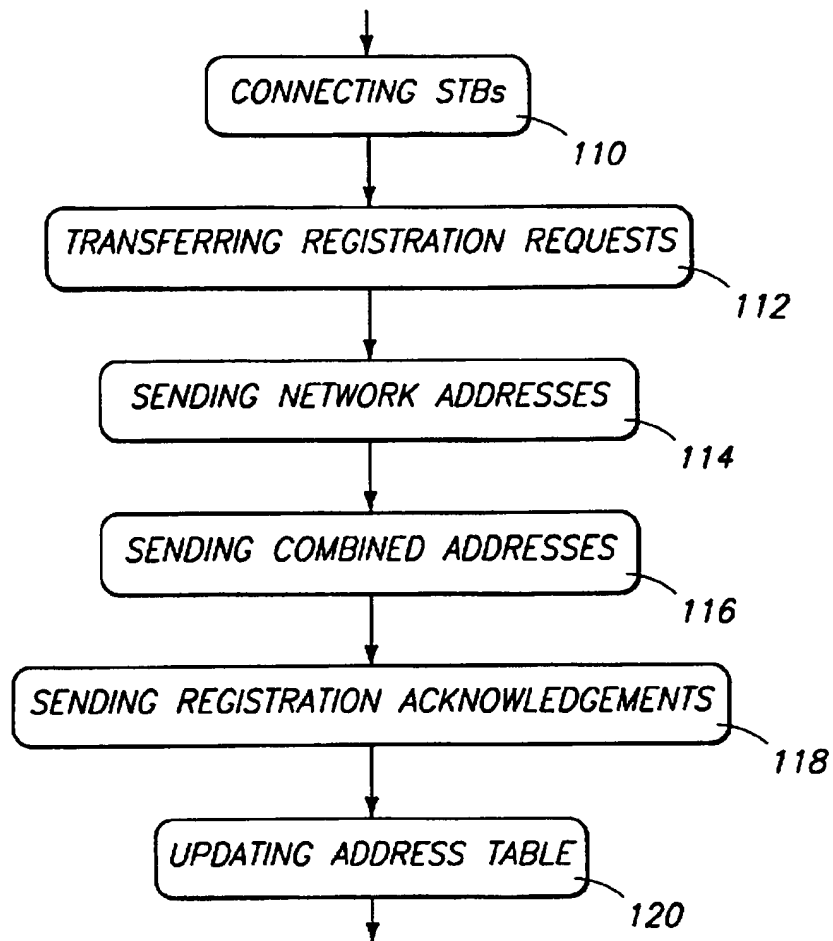 CONNECTING STBs
110
TRANSFERRING REGISTRATION REQUESTS
112
SENDING NETWORK ADDRESSES
114
SENDING COMBINED ADDRESSES
116
SENDING REGISTRATION ACKNOWLEDGEMENTS
118
UPDATING ADDRESS TABLE
120